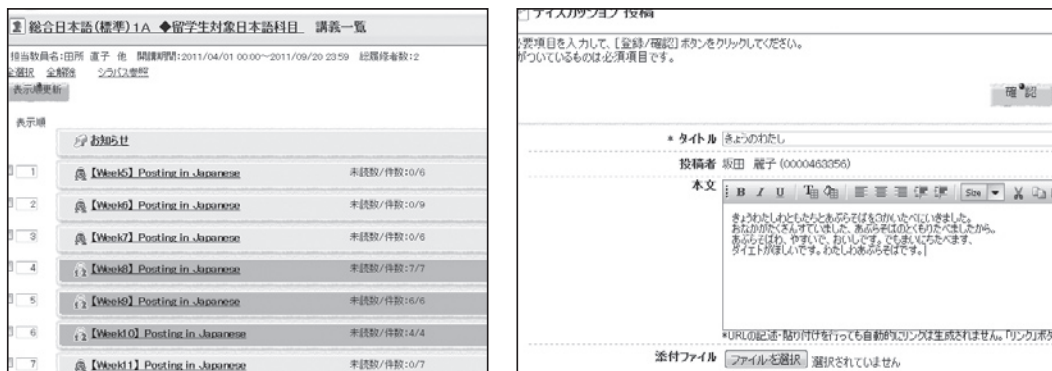 総合日本語(標準)1A ◆留学生対象日本語科目 講義一覧
担当教員名:田所 直子 他 開講期間:2011/04/01 00:00～2011/09/20 23:59 総履修者数:2
全選択 全解除 シラバス参照
表示順更新
表示順
お知らせ
1 【Week5】Posting in Japanese 未読数/件数:0/6
2 【Week6】Posting in Japanese 未読数/件数:0/9
3 【Week7】Posting in Japanese 未読数/件数:0/6
4 【Week8】Posting in Japanese 未読数/件数:7/7
5 【Week9】Posting in Japanese 未読数/件数:6/6
6 【Week10】Posting in Japanese 未読数/件数:4/4
7 【Week11】Posting in Japanese 未読数/件数:0/7
ディスカッション 投稿
必要項目を入力して、[登録/確認]ボタンをクリックしてください。
がついているものは必須項目です。
確認
* タイトル きょうのわたし
投稿者 坂田 麗子 (0000463356)
本文
B I U Size
きょうわたしわともたちとあぶらそばを3かいたべにいきました。
おなかがたくさんすいていました、あぶらそばのとくもりたべましたから。
あぶらそばわ、やすいで、おいしです。でもまいにちたべます、
ダイエトがほしいです。わたしわあぶらそばです。
*URLの記述・貼り付けを行っても自動的にリンクは生成されません。「リンク」ボタ
添付ファイル ファイルを選択 選択されていません